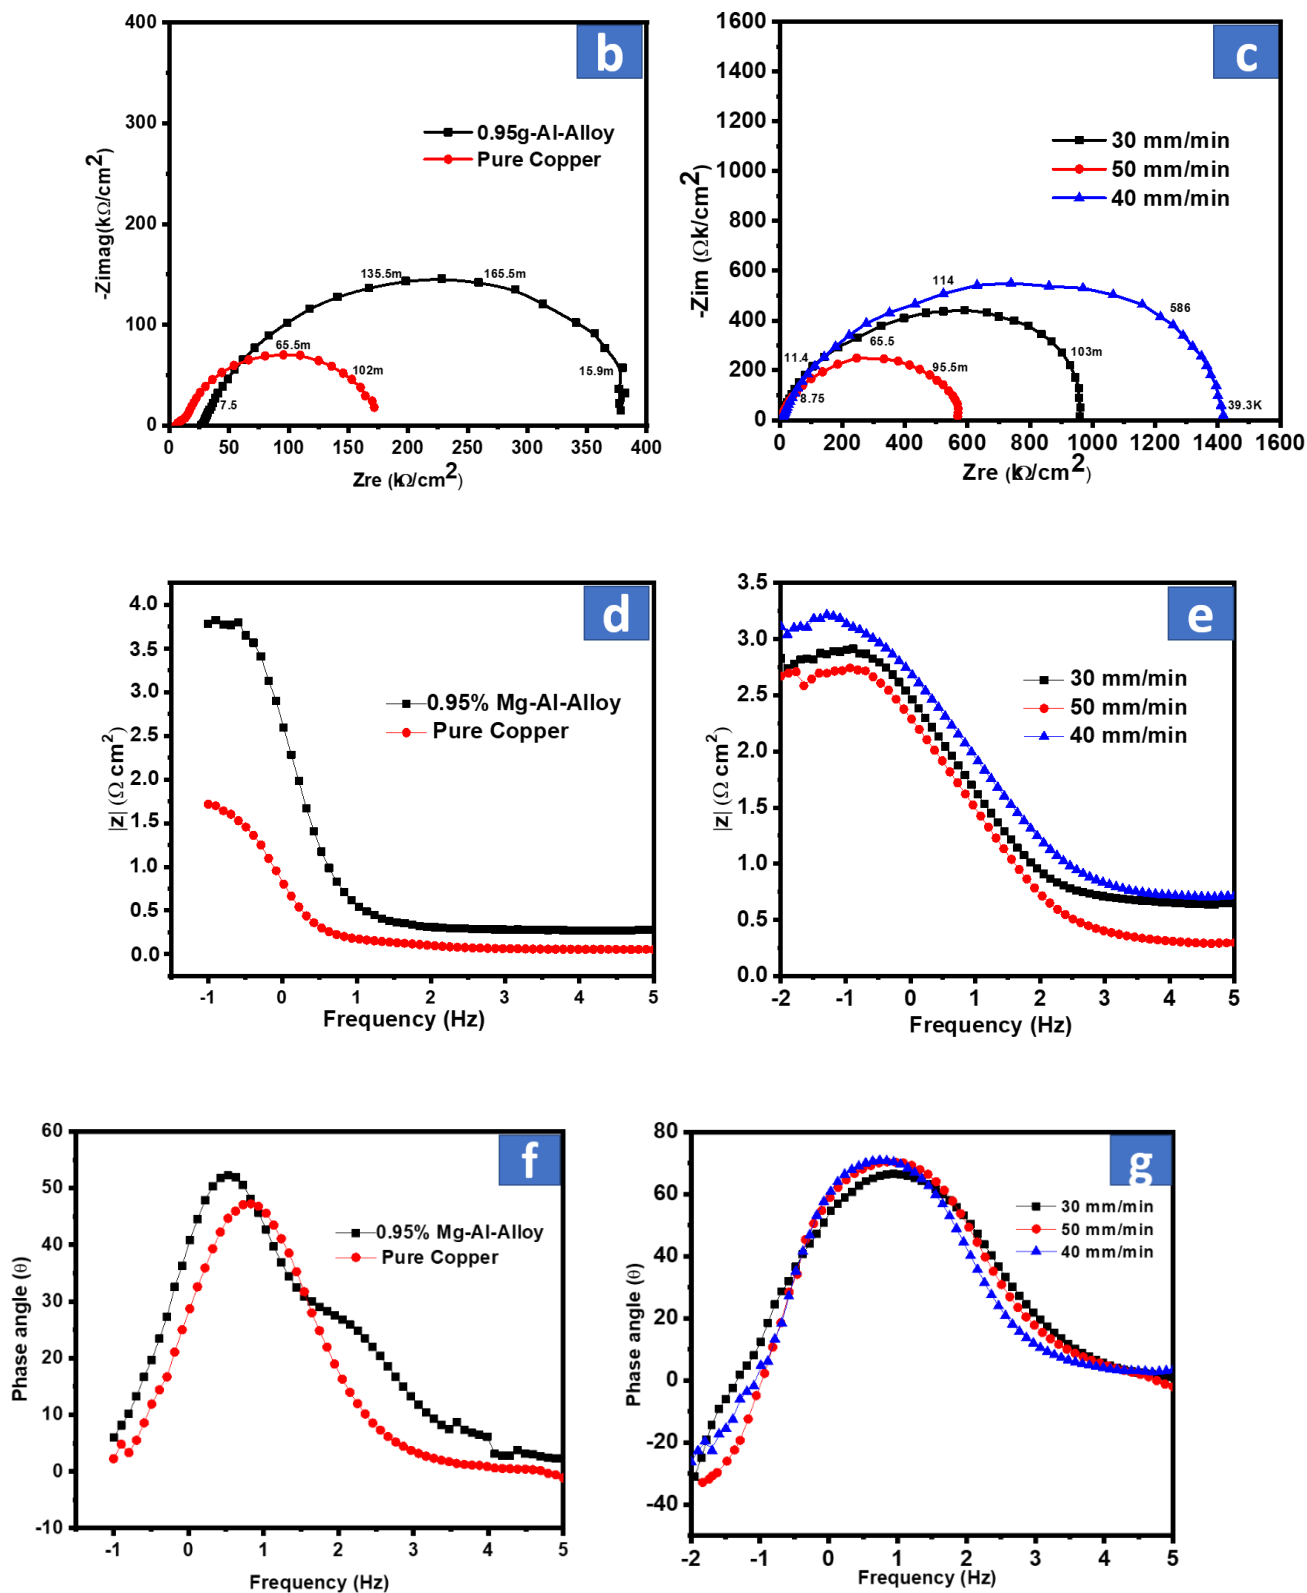 b
400
300
200
100
0
-Zimag(kΩ/cm²)
0.95g-Al-Alloy
Pure Copper
135.5m
165.5m
65.5m
102m
15.9m
7.5
0 50 100 150 200 250 300 350 400
Zre (kΩ/cm²)
c
1600
1400
1200
1000
800
600
400
200
0
-Zim (Ωk/cm²)
30 mm/min
50 mm/min
40 mm/min
114
586
11.4
65.5
103m
95.5m
8.75
39.3K
0 200 400 600 800 1000 1200 1400 1600
Zre (kΩ/cm²)
d
4.0
3.5
3.0
2.5
2.0
1.5
1.0
0.5
0.0
|z| (Ω cm²)
0.95% Mg-Al-Alloy
Pure Copper
-1 0 1 2 3 4 5
Frequency (Hz)
e
3.5
3.0
2.5
2.0
1.5
1.0
0.5
0.0
|z| (Ω cm²)
30 mm/min
50 mm/min
40 mm/min
-2 -1 0 1 2 3 4 5
Frequency (Hz)
f
60
50
40
30
20
10
0
-10
Phase angle (θ)
0.95% Mg-Al-Alloy
Pure Copper
-1 0 1 2 3 4 5
Frequency (Hz)
g
80
60
40
20
0
-20
-40
Phase angle (θ)
30 mm/min
50 mm/min
40 mm/min
-2 -1 0 1 2 3 4 5
Frequency (Hz)